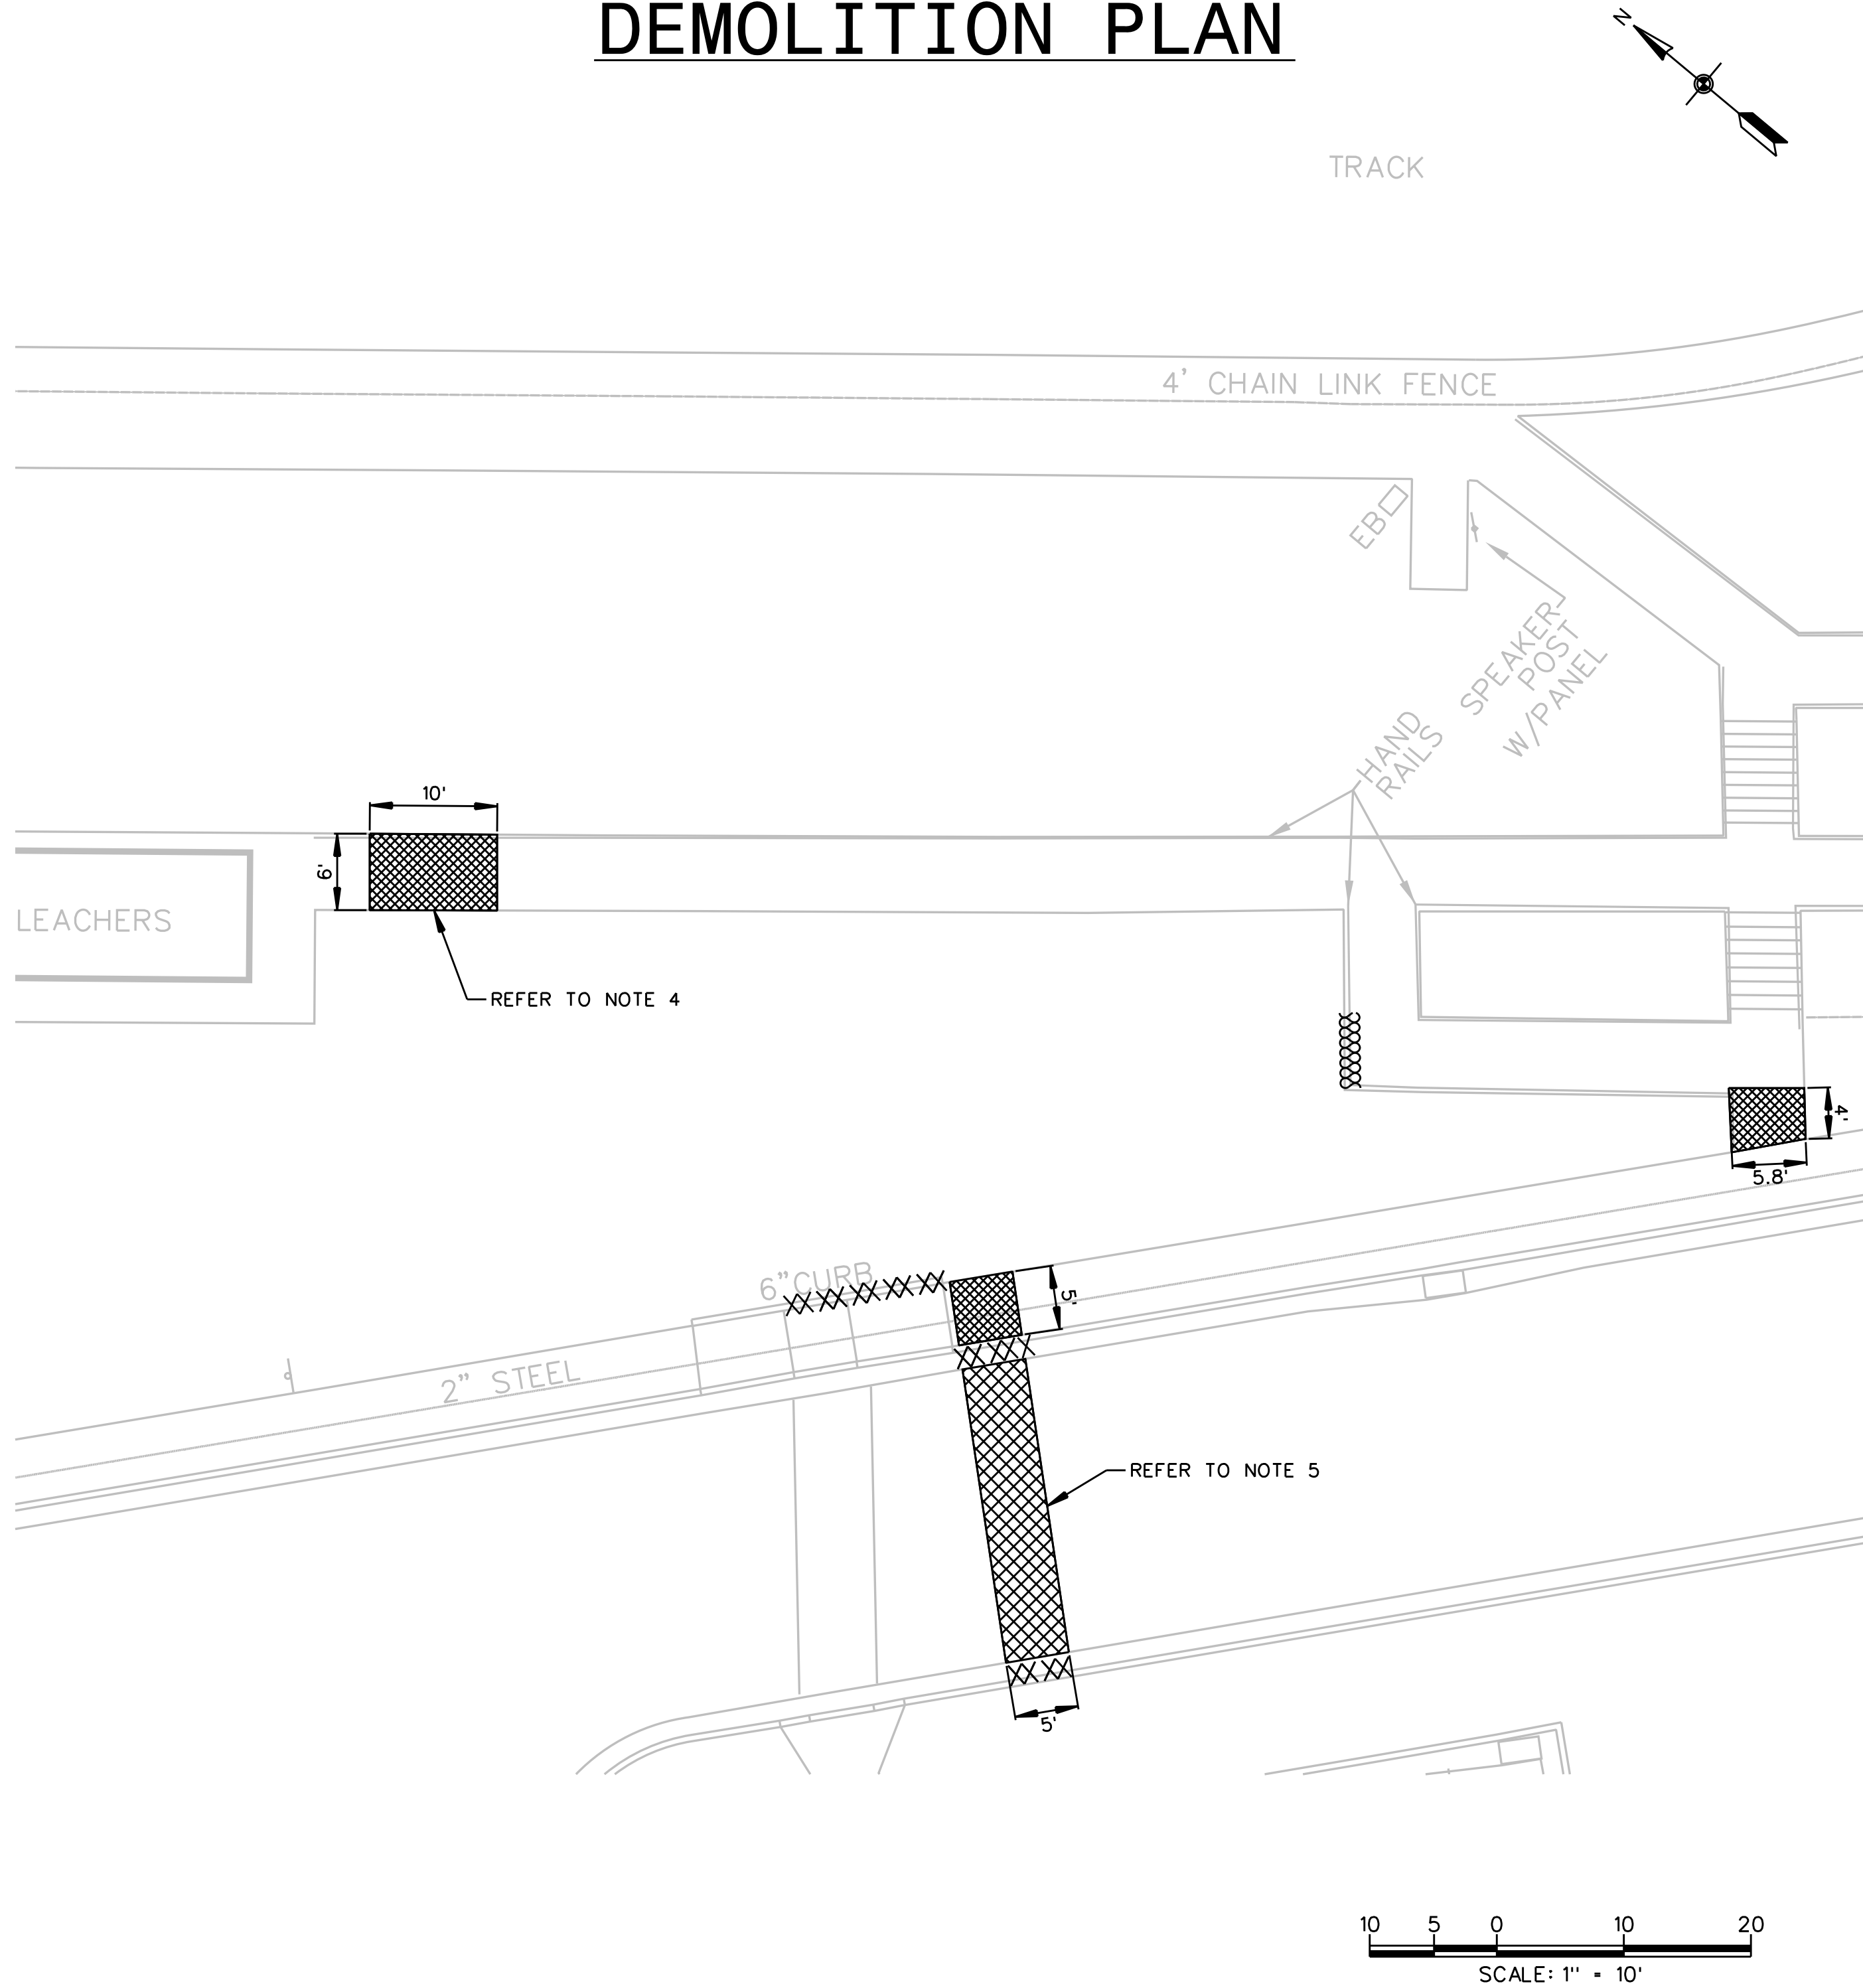 DEMOLITION PLAN
N
TRACK
4' CHAIN LINK FENCE
EB
SPEAKER
POST
W/PANEL
HAND
RAILS
10'
6'
LEACHERS
REFER TO NOTE 4
4'
5.8'
6" CURB
5'
2" STEEL
REFER TO NOTE 5
5'
10 5 0 10 20
SCALE: 1" = 10'